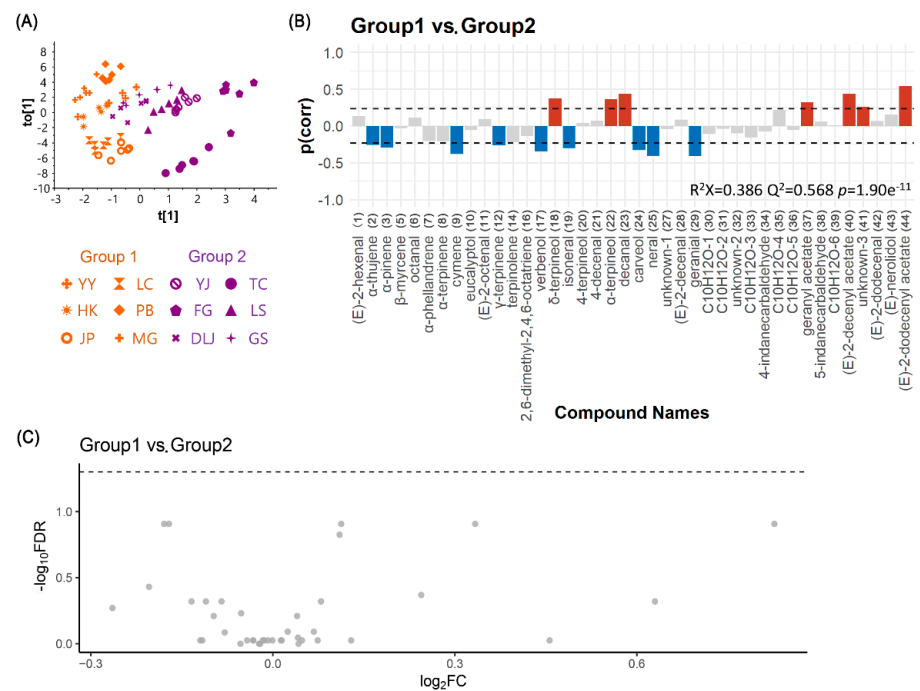 (A)
to[1]
8
6
4
2
0
-2
-4
-6
-8
-10
-3 -2 -1 0 1 2 3 4 5
t[1]
Group 1 Group 2
YY LC YJ TC
HK PB FG LS
JP MG DLJ GS
(B)
Group1 vs. Group2
p(corr)
1.0
0.5
0.0
-0.5
-1.0
R²X=0.386 Q²=0.568 p=1.90e⁻¹¹
(E)-2-hexenal (1)
α-thujene (2)
α-pinene (3)
β-myrcene (5)
octanal (6)
α-phellandrene (7)
α-terpinene (8)
cymene (9)
eucalyptol (10)
(E)-2-octenal (11)
γ-terpinene (12)
terpinolene (14)
2,6-dimethyl-2,4,6-octatriene (16)
verbenol (17)
δ-terpineol (18)
isoneral (19)
4-terpineol (20)
4-decenal (21)
α-terpineol (22)
decanal (23)
carveol (24)
neral (25)
unknown-1 (27)
(E)-2-decenal (28)
geranial (29)
C10H12O-1 (30)
C10H12O-2 (31)
unknown-2 (32)
C10H12O-3 (33)
4-indanecarbaldehyde (34)
C10H12O-4 (35)
C10H12O-5 (36)
geranyl acetate (37)
5-indanecarbaldehyde (38)
C10H12O-6 (39)
(E)-2-decenyl acetate (40)
unknown-3 (41)
(E)-2-dodecenal (42)
(E)-nerolidol (43)
(E)-2-dodecenyl acetate (44)
Compound Names
(C)
Group1 vs. Group2
-log₁₀FDR
1.0
0.5
0.0
-0.3 0.0 0.3 0.6
log₂FC